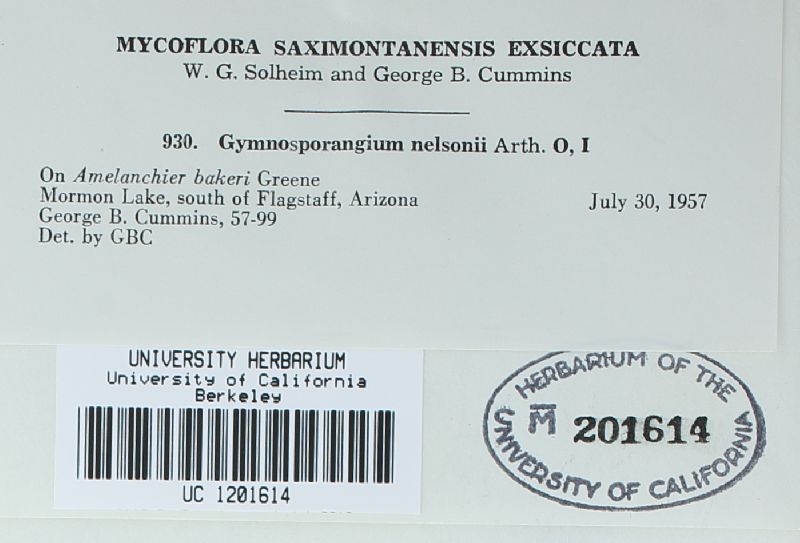 MYCOFLORA SAXIMONTANENSIS EXSICCATA
W. G. Solheim and George B. Cummins
930. Gymnosporangium nelsonii Arth. O, I
On Amelanchier bakeri Greene
Mormon Lake, south of Flagstaff, Arizona July 30, 1957
George B. Cummins, 57-99
Det. by GBC
UNIVERSITY HERBARIUM
University of California
Berkeley
UC 1201614
HERBARIUM OF THE
M̅ 201614
UNIVERSITY OF CALIFORNIA